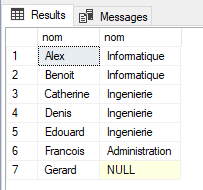 Results Messages
nom nom
1 Alex Informatique
2 Benoit Informatique
3 Catherine Ingenierie
4 Denis Ingenierie
5 Edouard Ingenierie
6 Francois Administration
7 Gerard NULL